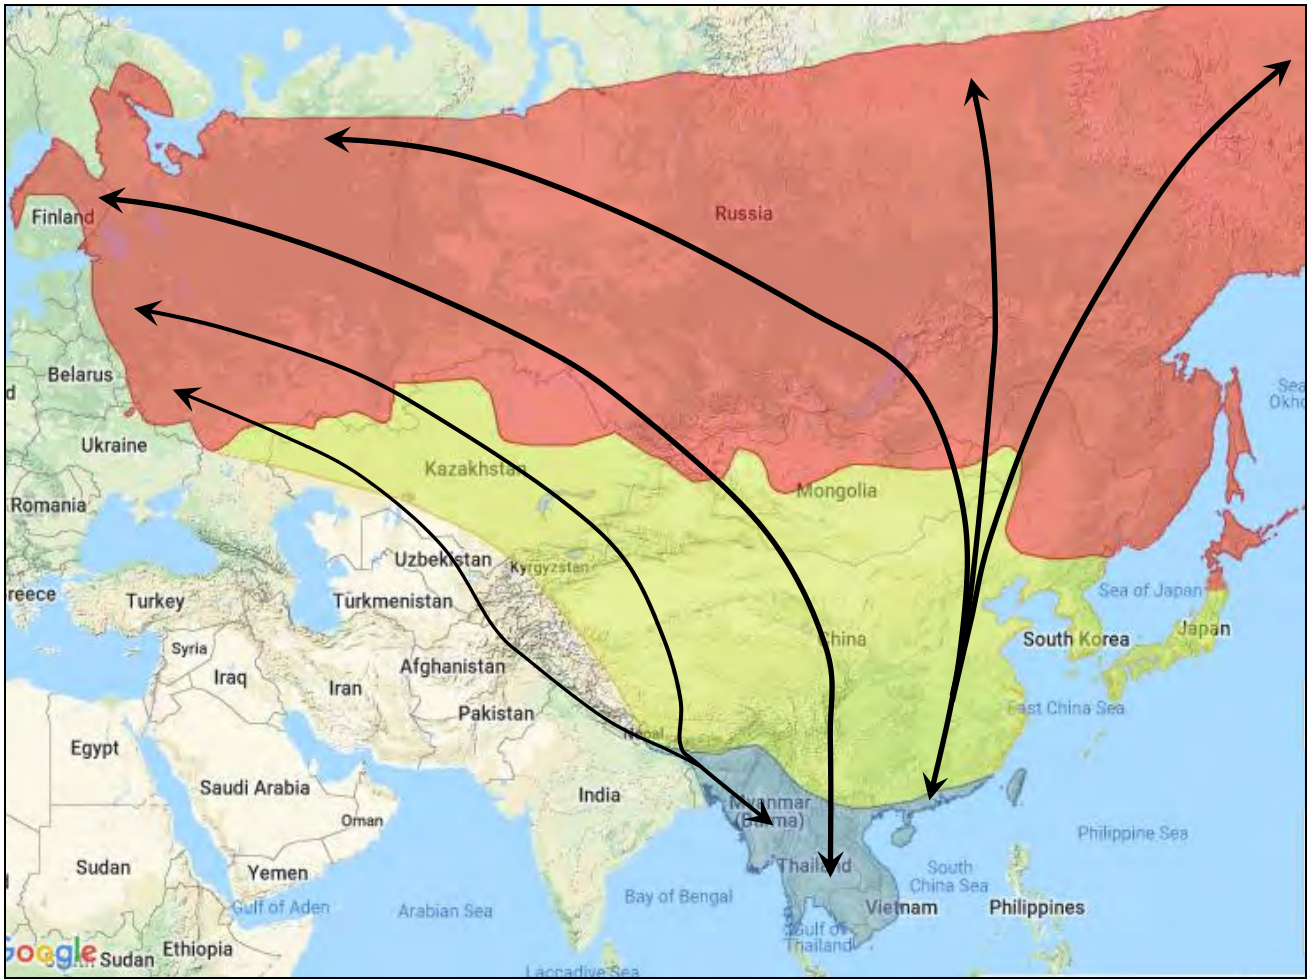 Russia
Finland
Belarus
d
Sea
Okho
Ukraine
Kazakhstan
Mongolia
Romania
Uzbekistan
Kyrgyzstan
reece
Turkey
Turkmenistan
Sea of Japan
Syria
China
South Korea
Japan
Iraq
Iran
Afghanistan
Pakistan
East China Sea
Nepal
Egypt
Saudi Arabia
India
Myanmar
(Burma)
Oman
Philippine Sea
Sudan
Yemen
Thailand
South
China Sea
Gulf of Aden
Arabian Sea
Bay of Bengal
Vietnam
Philippines
Gulf of
Thailand
Google
Sudan
Ethiopia
Laccadive Sea